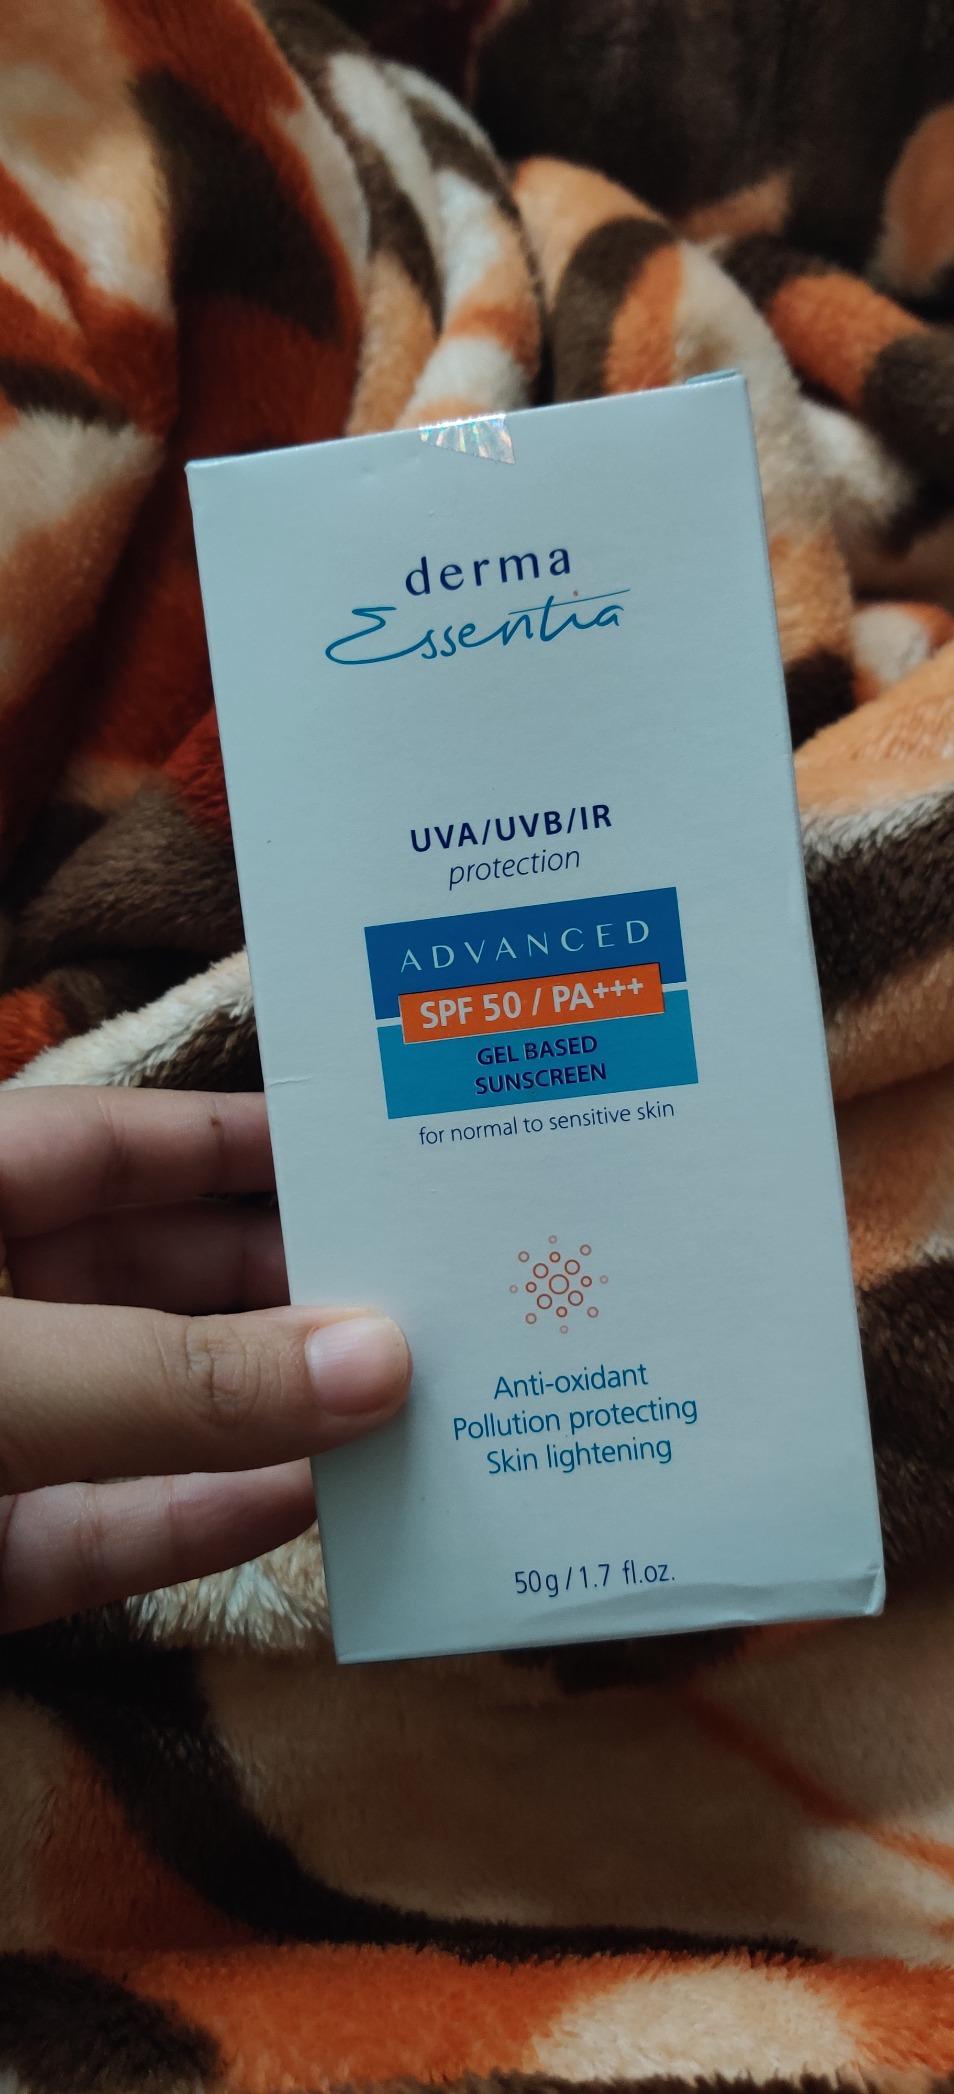 derma
Essentia
UVA/UVB/IR
protection
ADVANCED
SPF 50 / PA+++
GEL BASED
SUNSCREEN
for normal to sensitive skin
Anti-oxidant
Pollution protecting
Skin lightening
50g/1.7 fl.oz.